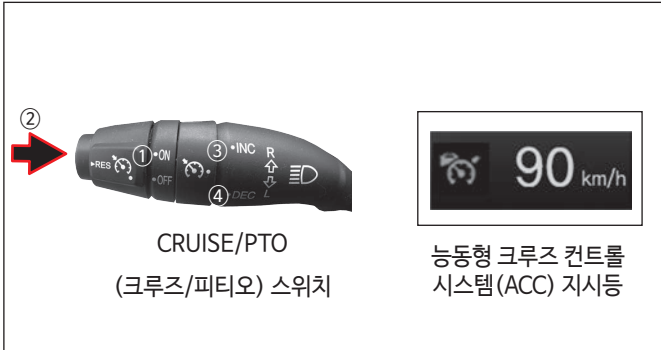 ②
►RES
①
•ON
•OFF
③
•INC
④
•DEC
R
L
90 km/h
CRUISE/PTO
(크루즈/피티오) 스위치
능동형 크루즈 컨트롤
시스템(ACC) 지시등